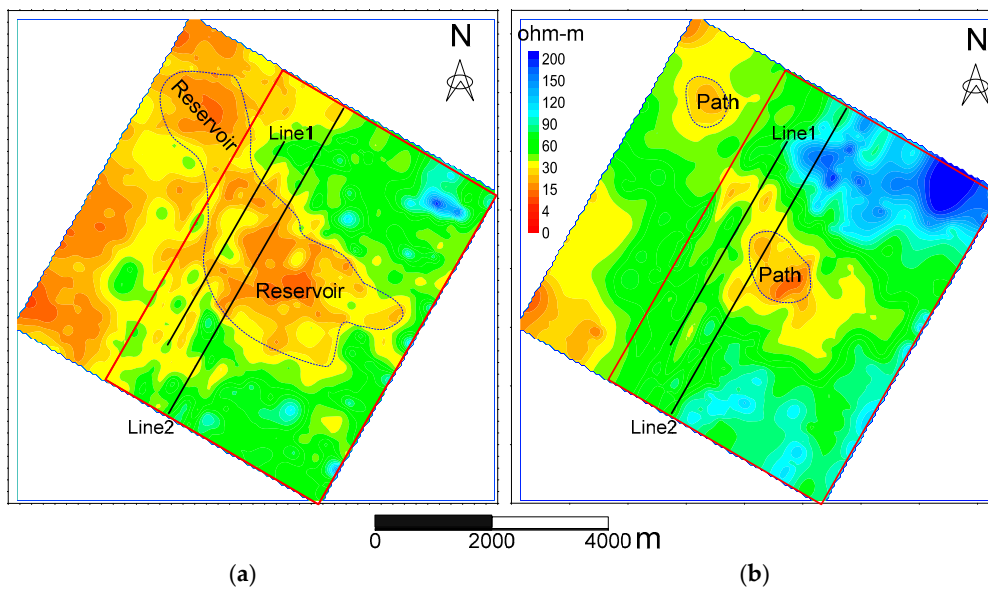 N
Reservoir
Line1
Reservoir
Line2
(a)
ohm-m
200
150
120
90
60
30
15
4
0
N
Path
Line1
Path
Line2
0 2000 4000 m
(b)